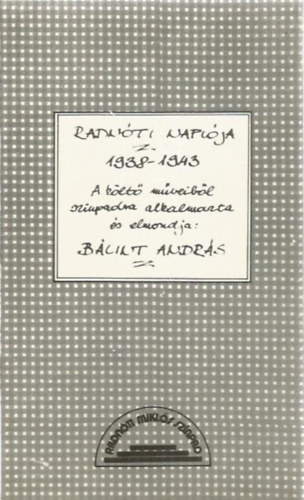 RADNÓTI NAPLÓJA
1938-1943
A költő műveiből
színpadra alkalmazta
és elmondja:
BÁLINT ANDRÁS
RADNÓTI MIKLÓS SZÍNPAD